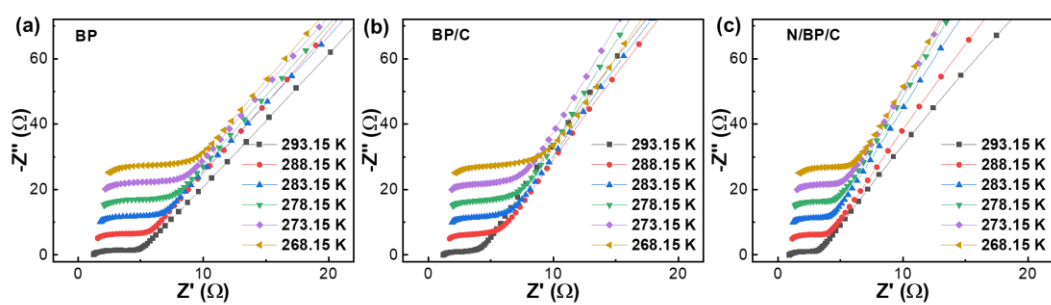 (a) BP
-Z'' (Ω)
60
40
20
0
293.15 K
288.15 K
283.15 K
278.15 K
273.15 K
268.15 K
0 10 20
Z' (Ω)
(b) BP/C
60
40
20
0
293.15 K
288.15 K
283.15 K
278.15 K
273.15 K
268.15 K
0 10 20
Z' (Ω)
(c) N/BP/C
60
40
20
0
293.15 K
288.15 K
283.15 K
278.15 K
273.15 K
268.15 K
0 10 20
Z' (Ω)